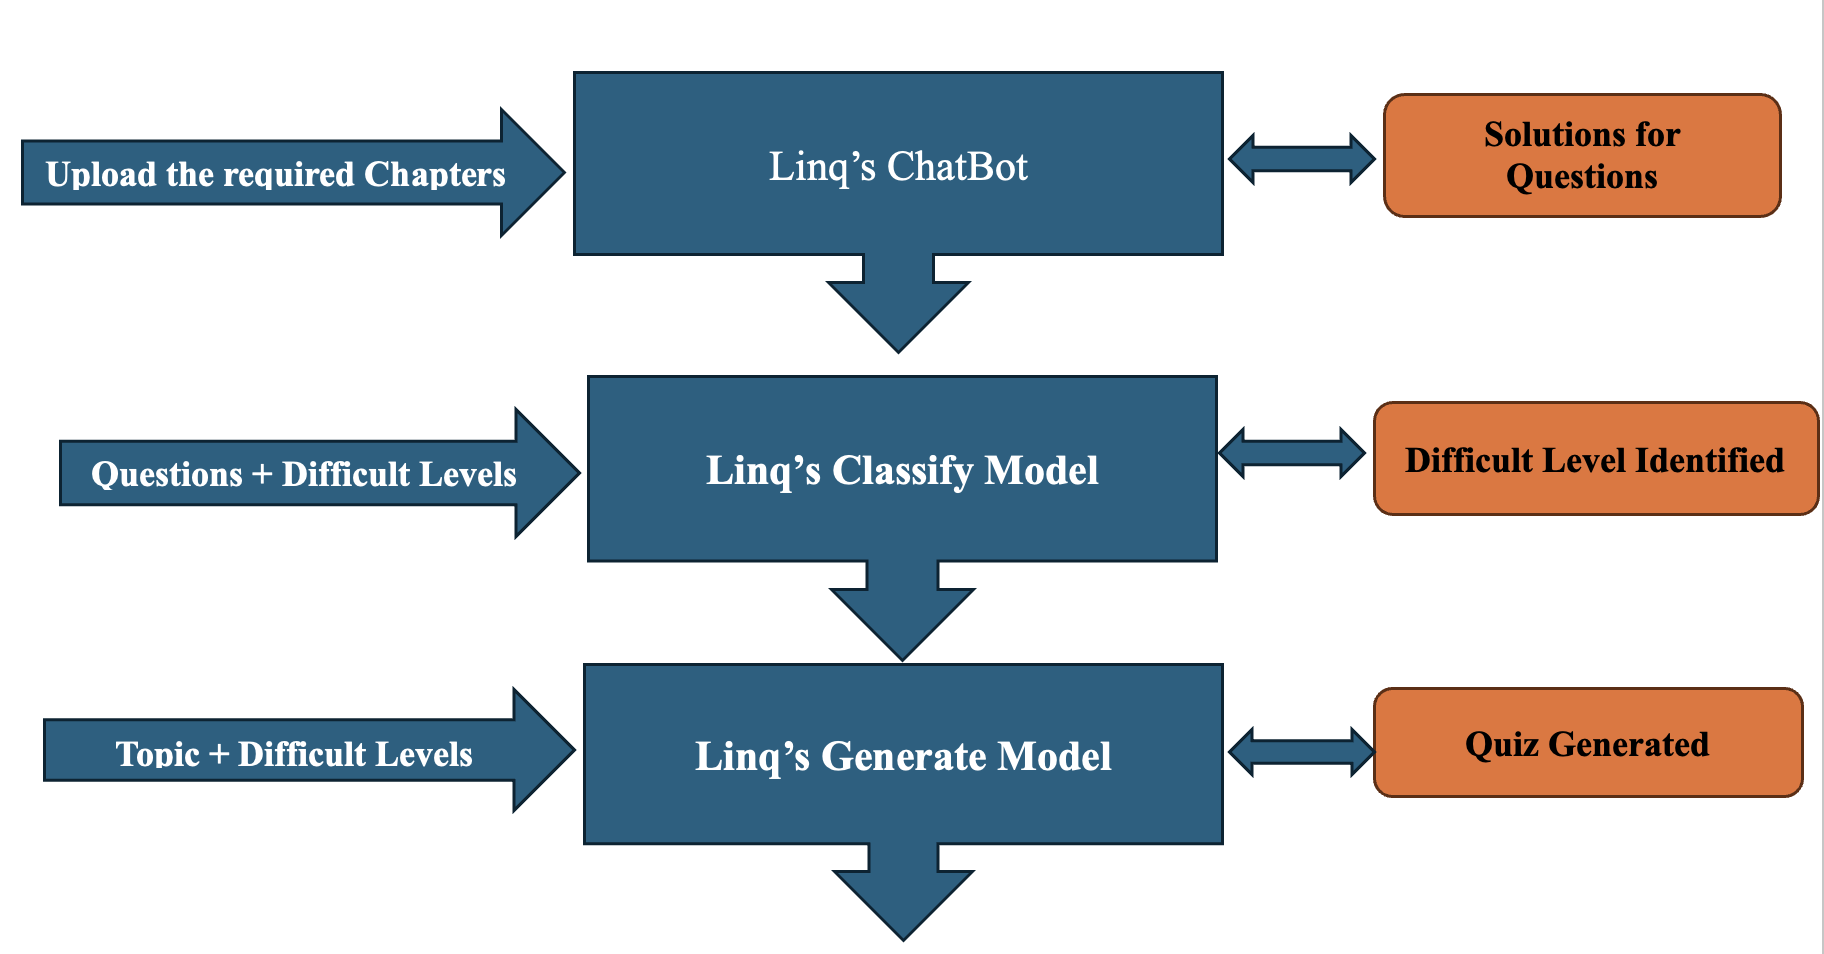 Upload the required Chapters
Linq’s ChatBot
Solutions for
Questions
Questions + Difficult Levels
Linq’s Classify Model
Difficult Level Identified
Topic + Difficult Levels
Linq’s Generate Model
Quiz Generated